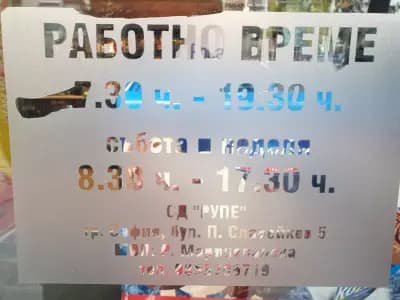 РАБОТНО ВРЕМЕ
7.30 ч. - 19.30 ч.
събота и неделя
8.30 ч. - 17.30 ч.
СД "РУПЕ"
гр. София, бул. П. Славейков 5
тел.